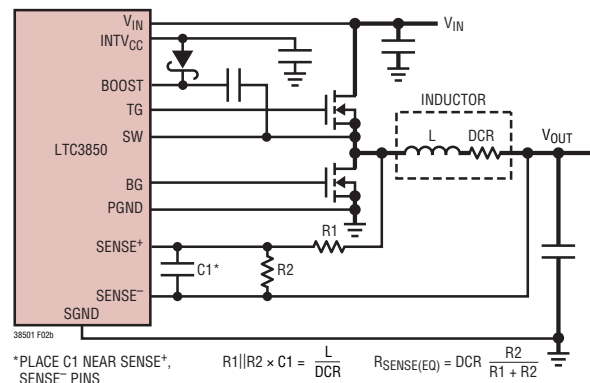 VIN
INTVCC
BOOST
TG
SW
LTC3850
BG
PGND
SENSE+
SENSE–
SGND
VIN
INDUCTOR
L DCR
VOUT
R1
C1*
R2
38501 F02b
*PLACE C1 NEAR SENSE+,
SENSE– PINS
R1||R2 × C1 = L/DCR
RSENSE(EQ) = DCR R2/(R1 + R2)